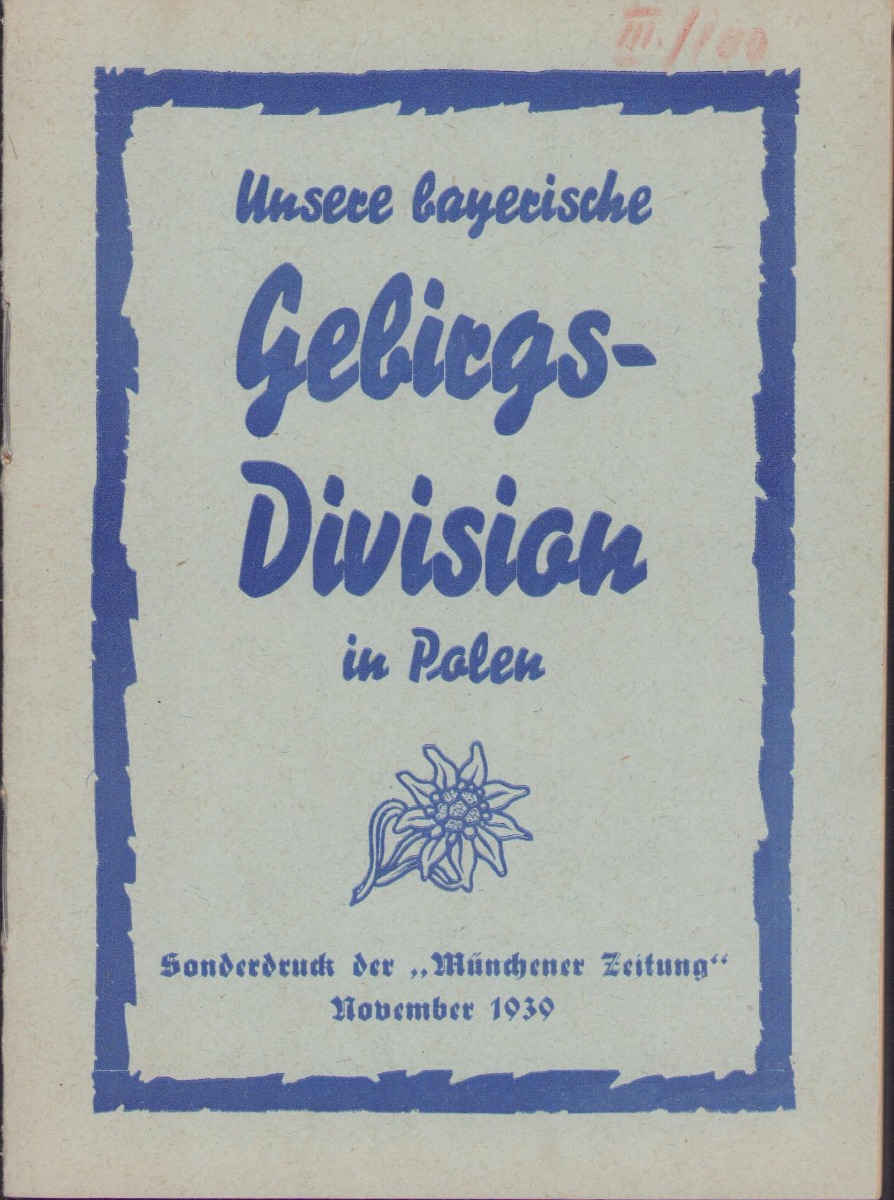 III./100
Unsere bayerische
Gebirgs-
Division
in Polen
Sonderdruck der „Münchener Zeitung“
November 1939